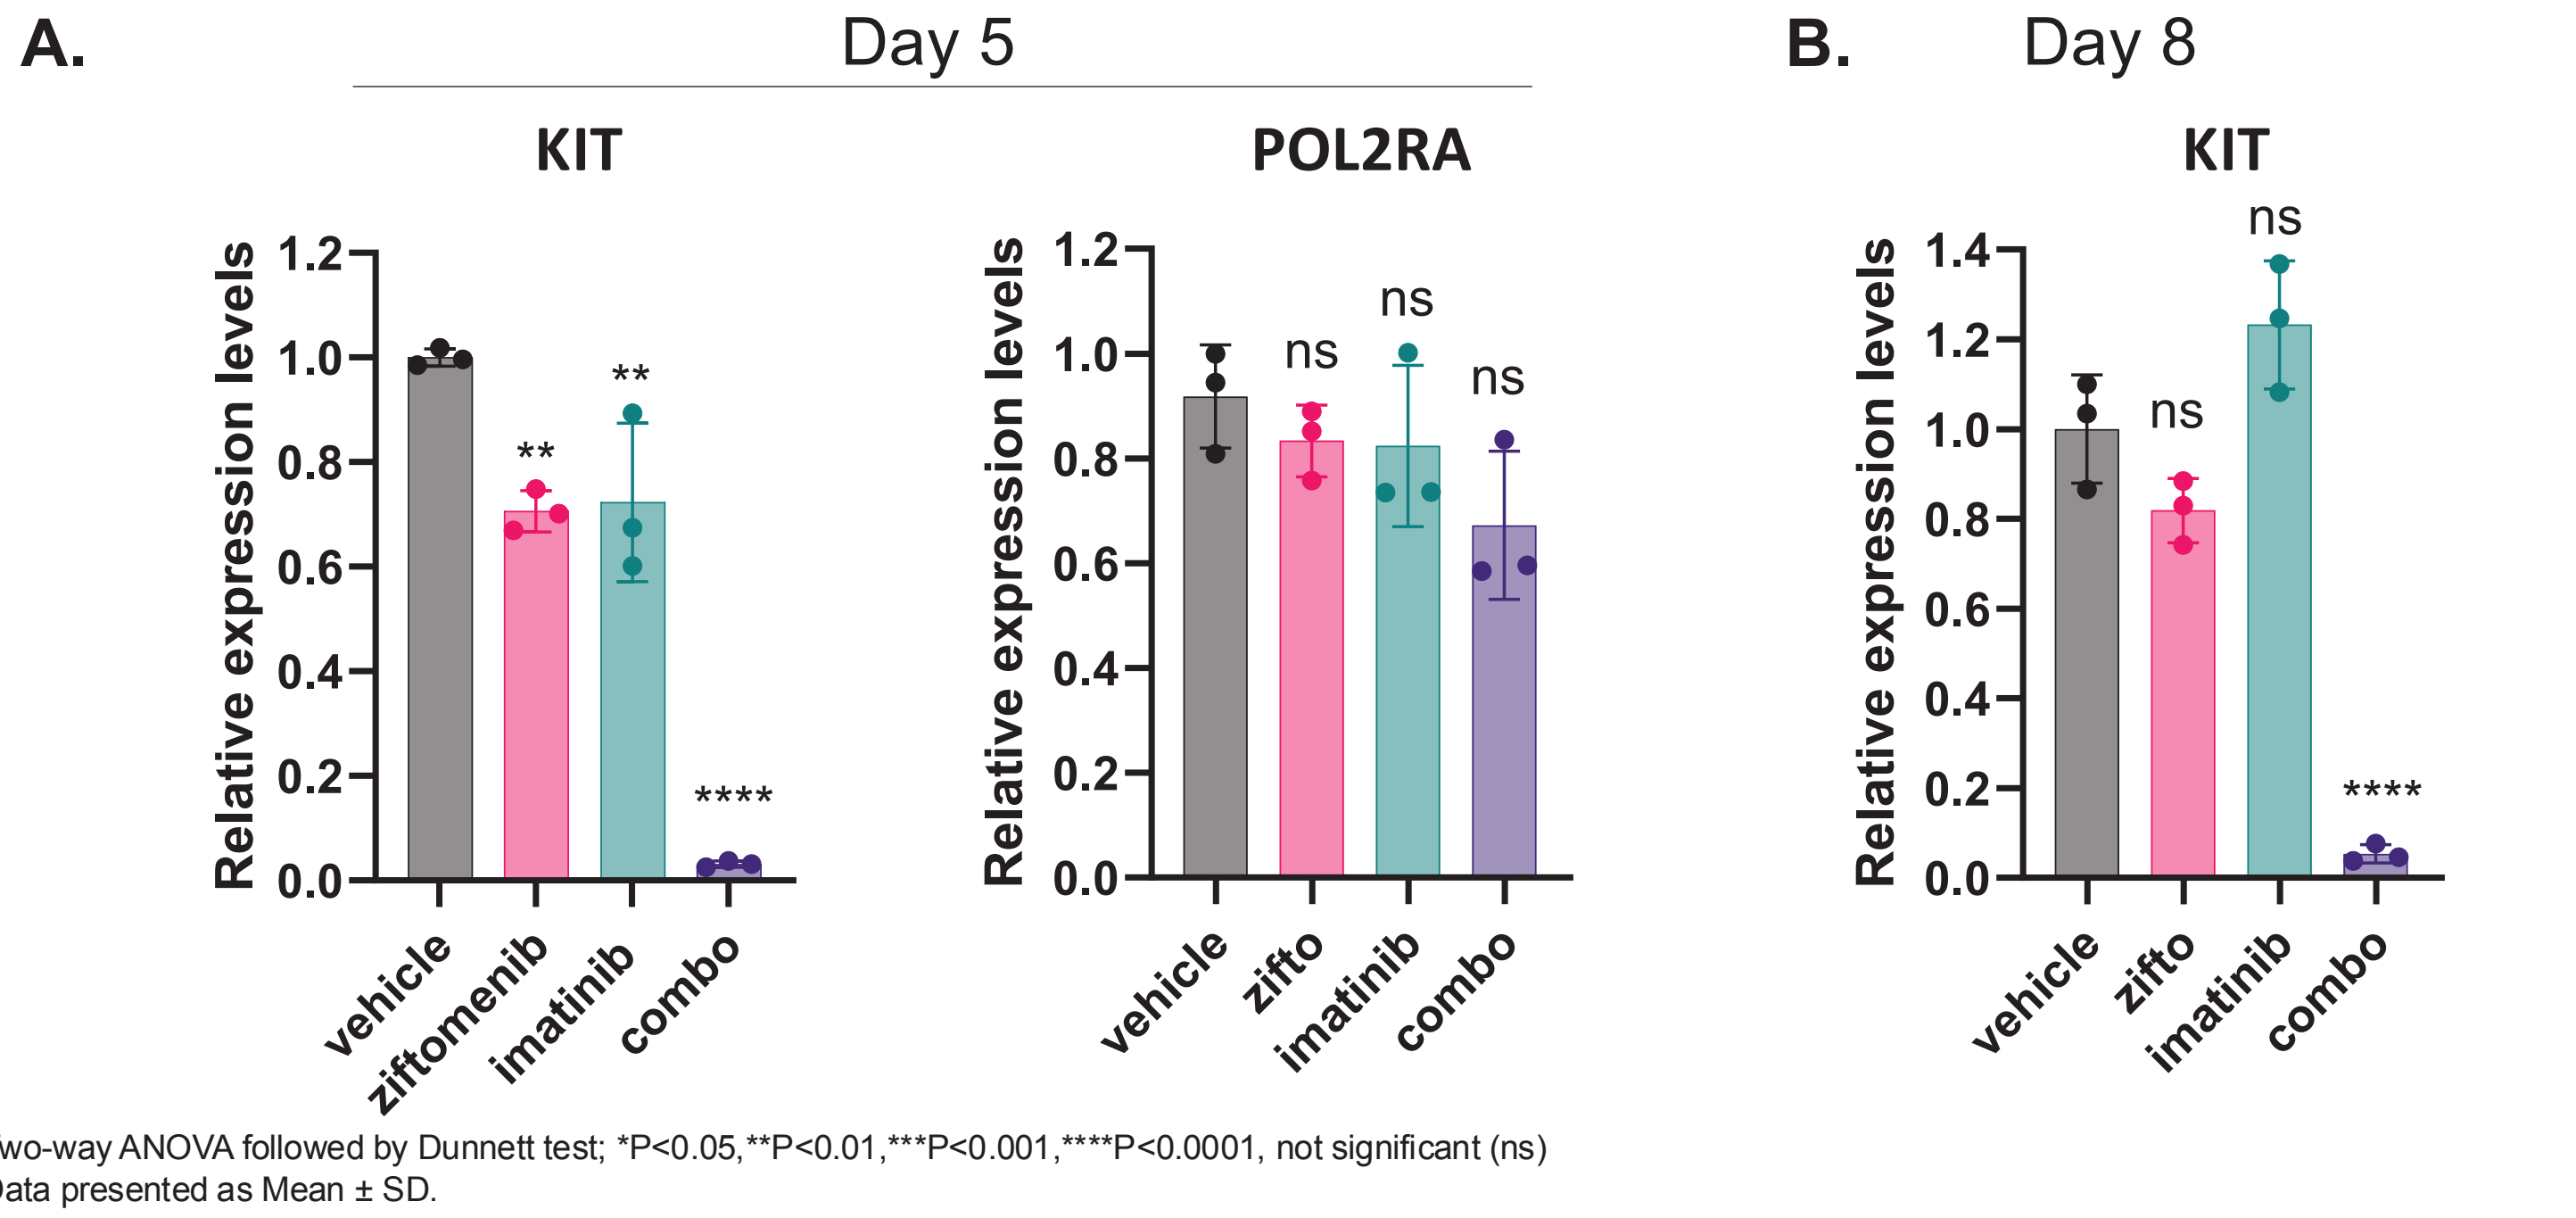 A.
Day 5
B.
Day 8
KIT
POL2RA
KIT
Relative expression levels
1.2
1.0
0.8
0.6
0.4
0.2
0.0
**
**
****
vehicle
ziftomenib
imatinib
combo
Relative expression levels
1.2
1.0
0.8
0.6
0.4
0.2
0.0
ns
ns
ns
vehicle
zifto
imatinib
combo
Relative expression levels
1.4
1.2
1.0
0.8
0.6
0.4
0.2
0.0
ns
ns
****
vehicle
zifto
imatinib
combo
wo-way ANOVA followed by Dunnett test; *P<0.05,**P<0.01,***P<0.001,****P<0.0001, not significant (ns)
Data presented as Mean ± SD.